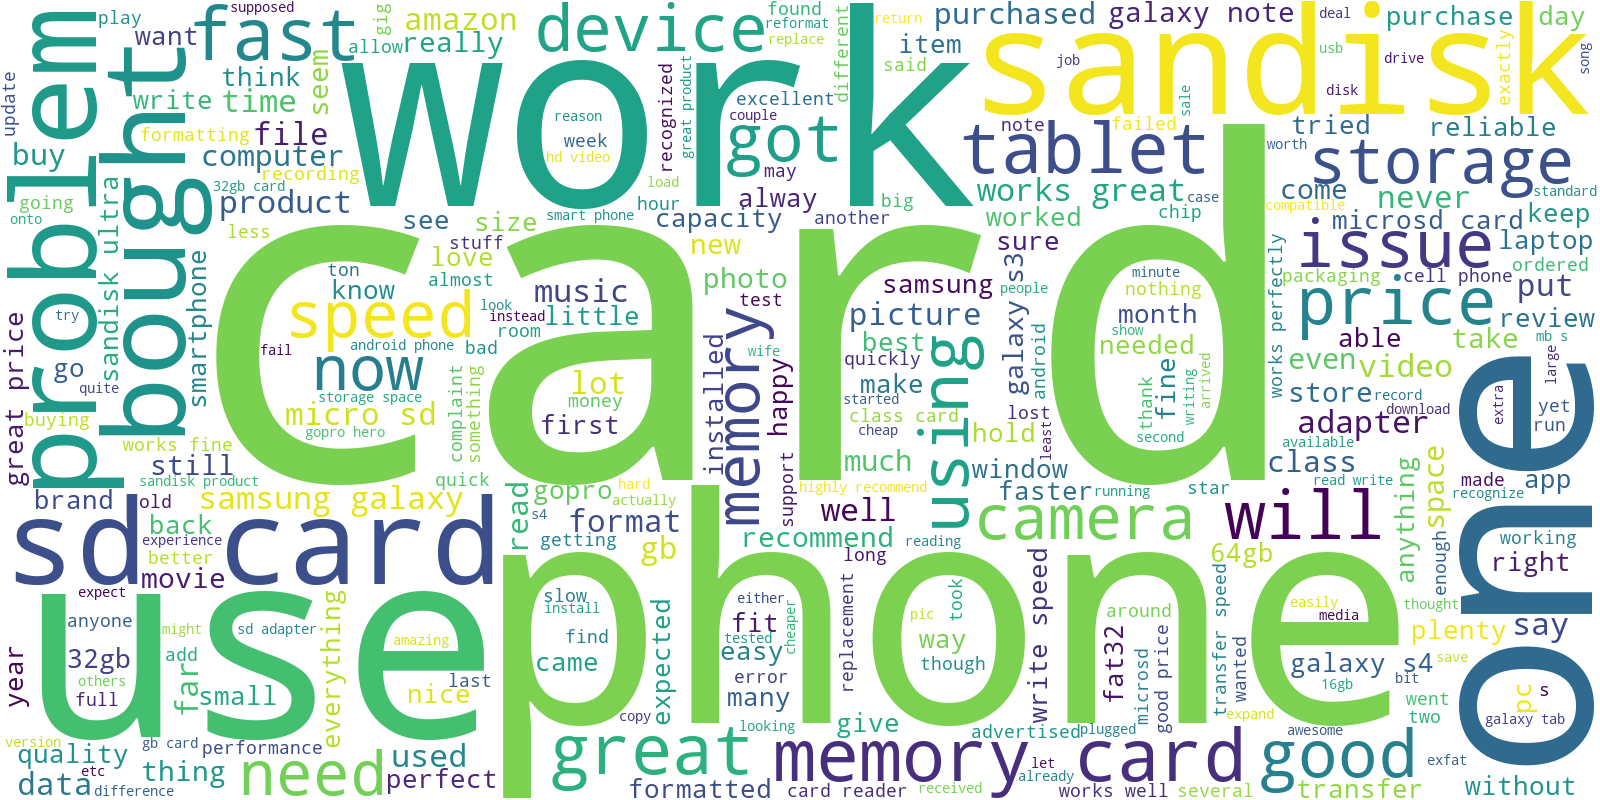 supposed
play
want
fast
gig
amazon
allow
really
device
found
reformat
replace
different
return
purchased
galaxy note
deal
purchase
day
item
said
sandisk
usb
job
drive
exactly
song
update
problem
bought
think
seem
write
time
work
reason
week
hd video
recognized
great product
excellent
couple
got
sale
disk
formatting
file
buy
computer
recording
note
failed
tried
reliable
worth
tablet
storage
32gb card
load
may
going
onto
sandisk ultra
product
hour
alway
big
works great
case
come
never
standard
compatible
see
size
smart phone
capacity
another
worked
chip
microsd card
keep
less
stuff
love
new
sure
issue
laptop
smartphone
ton
know
almost
music
photo
test
samsung
galaxy s3
people
minute
nothing
works perfectly
packaging
cell phone
ordered
try
speed
look
instead
little
room
memory
picture
month
price
put
review
great price
go
quite
fail
now
android phone
bad
wife
best
quickly
using
android
show
needed
able
take
mb s
even
video
large
buying
storage space
micro sd
gopro hero
complaint
something
lot
money
first
installed
happy
started
make
class card
cheap
thank
fine
writing
arrived
second
store
record
adapter
download
extra
yet
run
one
works fine
card
lost
least
hold
available
still
sandisk product
quick
much
window
class
brand
old
samsung galaxy
read
gopro
hard
actually
support
highly recommend
faster
running
star
read write
anything
space
made
recognize
app
sd card
back
experience
better
s4
format
getting
gb
well
recommend
reading
camera
will
64gb
enough
working
right
movie
expect
long
use
anyone
might
sd adapter
everything
amazing
phone
slow
install
find
came
expected
either
fit
tested
easy
cheaper
error
many
replacement
pic
took
way
though
write speed
around
fat32
microsd
good price
transfer speed
wanted
easily
media
galaxy s4
16gb
thought
plenty
say
save
bit
year
32gb
others
full
add
far
small
nice
last
copy
looking
give
advertised
plugged
expand
awesome
went
two
pc
s
galaxy tab
version
quality
gb card
performance
used
great
memory card
let
already
good
exfat
data
etc
difference
thing
need
perfect
formatted
card reader
received
works well
several
transfer
without